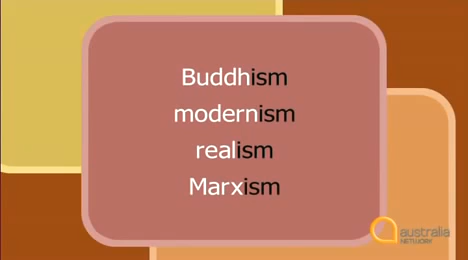 Buddhism
modernism
realism
Marxism
australia
NETWORK